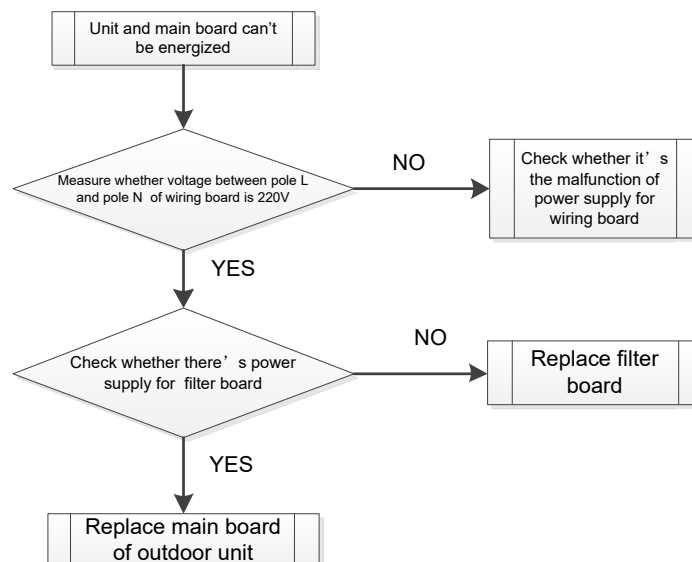 Unit and main board can't
be energized
Measure whether voltage between pole L
and pole N of wiring board is 220V
NO
Check whether it's
the malfunction of
power supply for
wiring board
YES
Check whether there's power
supply for filter board
NO
Replace filter
board
YES
Replace main board
of outdoor unit